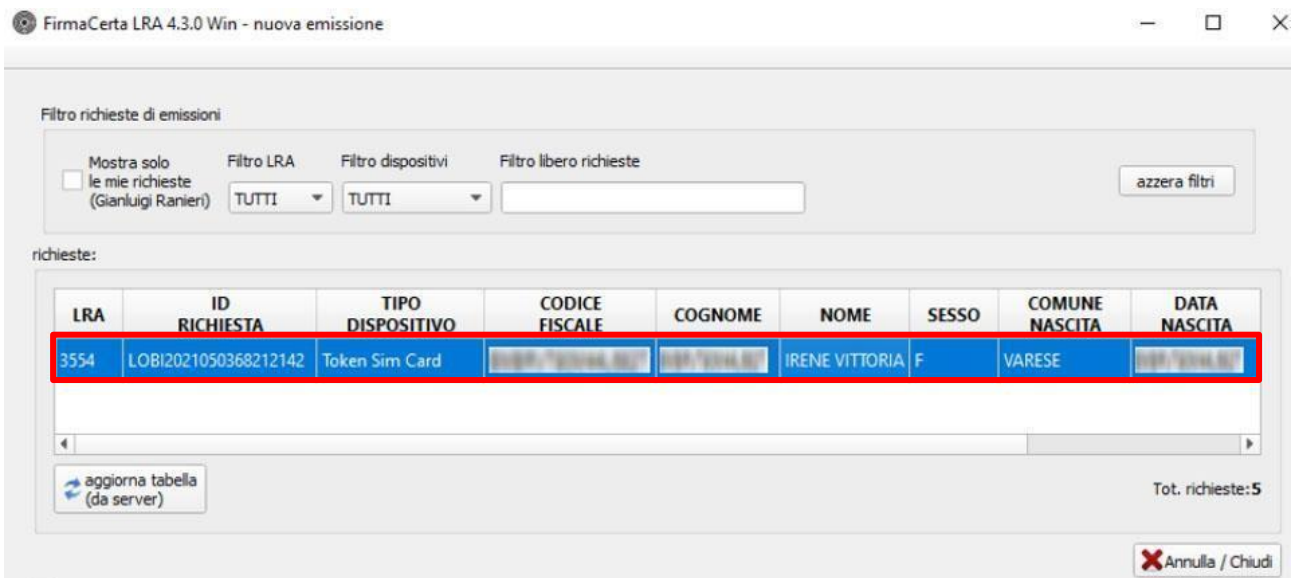 FirmaCerta LRA 4.3.0 Win - nuova emissione
Filtro richieste di emissioni
Mostra solo
le mie richieste
(Gianluigi Ranieri)
Filtro LRA
TUTTI
Filtro dispositivi
TUTTI
Filtro libero richieste
azzera filtri
richieste:
LRA ID RICHIESTA TIPO DISPOSITIVO CODICE FISCALE COGNOME NOME SESSO COMUNE NASCITA DATA NASCITA
3554 LOBI2021050368212142 Token Sim Card IRENE VITTORIA F VARESE
aggiorna tabella
(da server)
Tot. richieste:5
Annulla / Chiudi